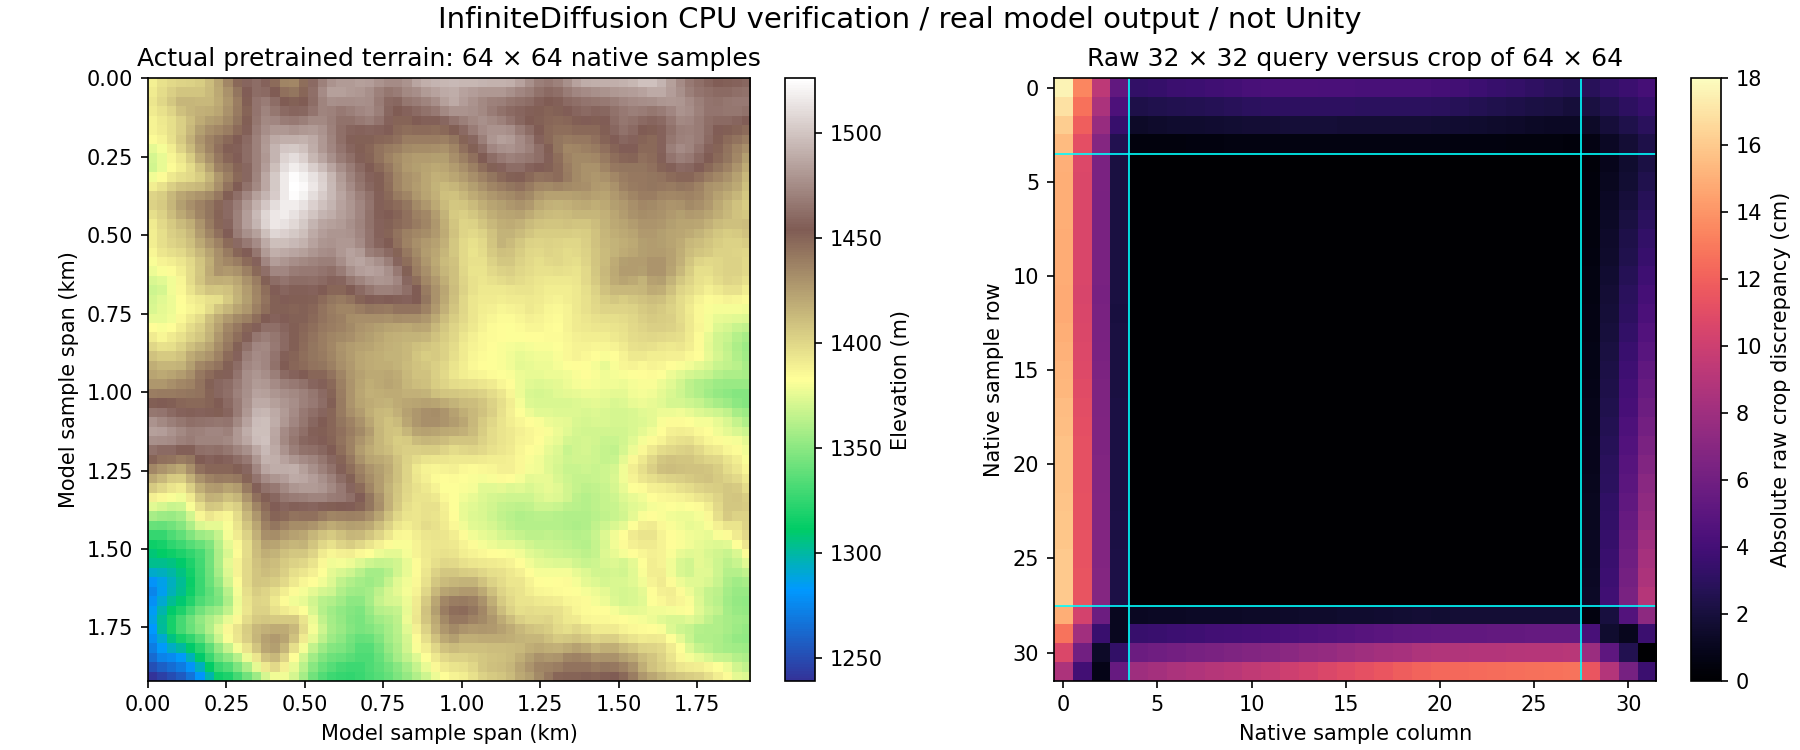 InfiniteDiffusion CPU verification / real model output / not Unity
Actual pretrained terrain: 64 × 64 native samples
0.00
0.25
0.50
0.75
1.00
1.25
1.50
1.75
Model sample span (km)
0.00 0.25 0.50 0.75 1.00 1.25 1.50 1.75
Model sample span (km)
1500
1450
1400
1350
1300
1250
Elevation (m)
Raw 32 × 32 query versus crop of 64 × 64
0
5
10
15
20
25
30
Native sample row
0 5 10 15 20 25 30
Native sample column
18
16
14
12
10
8
6
4
2
0
Absolute raw crop discrepancy (cm)